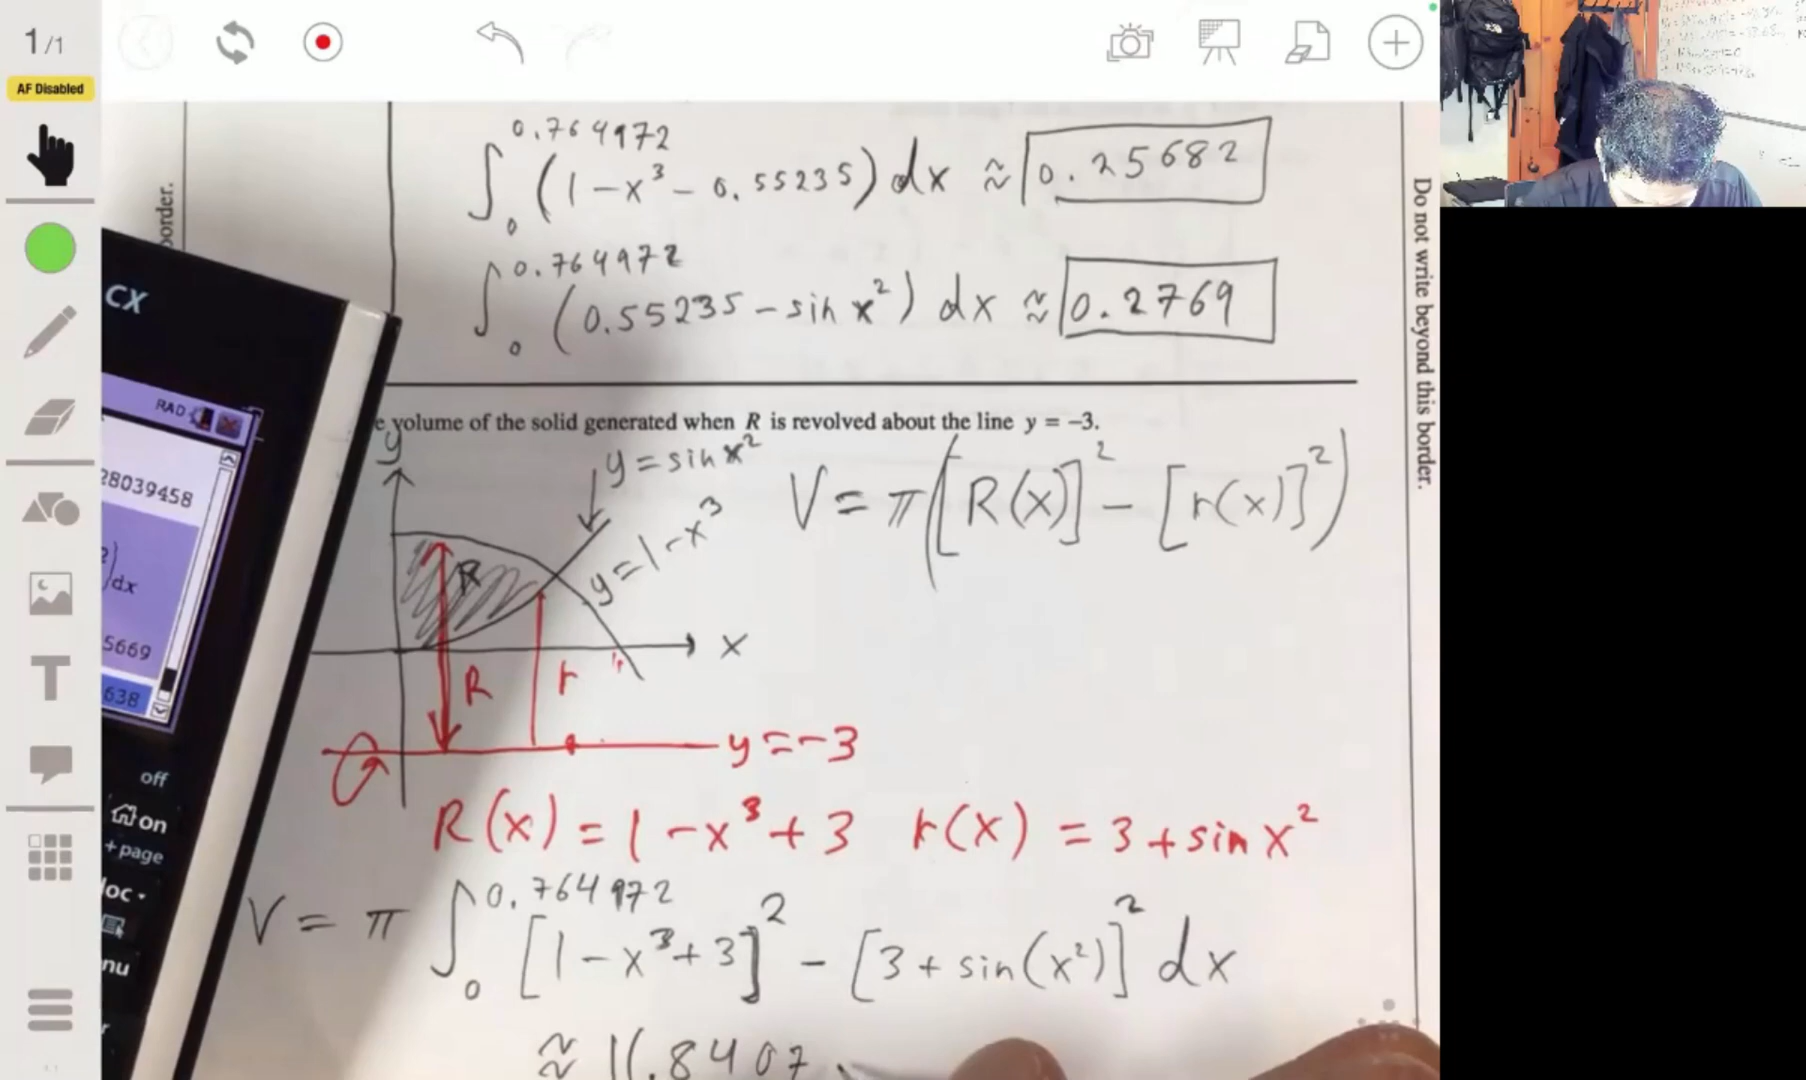 1/1
AF Disabled
0.764972
∫₀ (1-x³-0.55235) dx ≈ 0.25682
0.764972
∫₀ (0.55235-sin x²) dx ≈ 0.2769
e volume of the solid generated when R is revolved about the line y = –3.
y
y=sin x²
y=1-x³
R
x
R
r
y=-3
V = π([R(x)]² - [r(x)]²)
R(x) = 1-x³+3 r(x) = 3+sin x²
V = π ∫₀^0.764972 [1-x³+3]² - [3+sin(x²)]² dx
≈ 11.8407
CX
RAD
28039458
dx
5669
638
off
on
+page
oc
nu
T
border.
Do not write beyond this border.